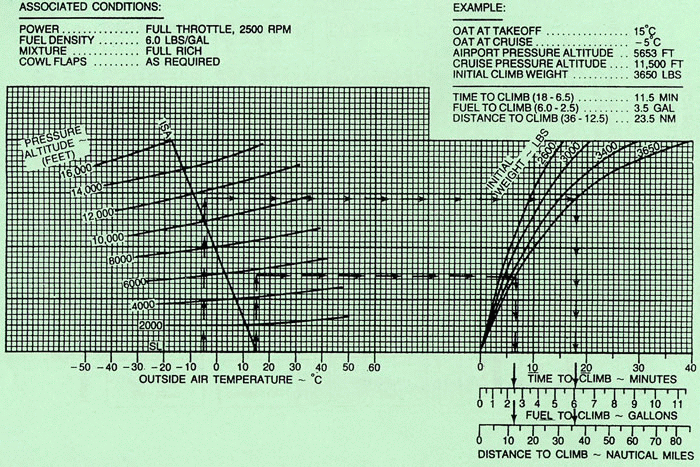 ASSOCIATED CONDITIONS:
POWER . . . . . . . . . . . . FULL THROTTLE, 2500 RPM
FUEL DENSITY . . . . . . 6.0 LBS/GAL
MIXTURE . . . . . . . . . . FULL RICH
COWL FLAPS . . . . . . . AS REQUIRED
EXAMPLE:
OAT AT TAKEOFF . . . . . . . . . . . . . 15°C
OAT AT CRUISE . . . . . . . . . . . . . . −5°C
AIRPORT PRESSURE ALTITUDE . . 5653 FT
CRUISE PRESSURE ALTITUDE . . . . 11,500 FT
INITIAL CLIMB WEIGHT . . . . . . . . . 3650 LBS
TIME TO CLIMB (18 - 6.5) . . . . . . . . 11.5 MIN
FUEL TO CLIMB (6.0 - 2.5) . . . . . . . 3.5 GAL
DISTANCE TO CLIMB (36 - 12.5) . . . 23.5 NM
PRESSURE
ALTITUDE ~
(FEET)
ISA
16,000
14,000
12,000
10,000
8000
6000
4000
2000
SL
INITIAL
WEIGHT ~ LBS
2500
3000
3400
3650
−50 −40 −30 −20 −10 0 10 20 30 40 50 60
OUTSIDE AIR TEMPERATURE ~ °C
0 10 20 30 40
TIME TO CLIMB ~ MINUTES
0 1 2 3 4 5 6 7 8 9 10 11
FUEL TO CLIMB ~ GALLONS
0 10 20 30 40 50 60 70 80
DISTANCE TO CLIMB ~ NAUTICAL MILES